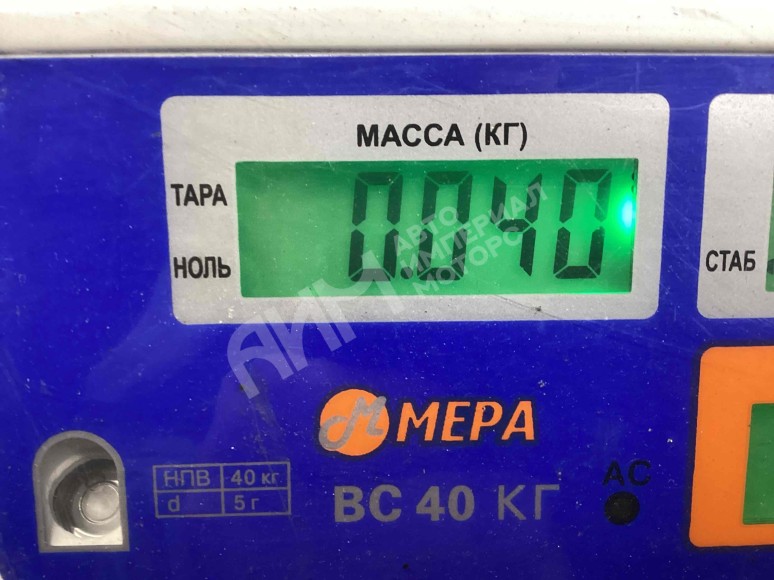 МАССА (КГ)
ТАРА
0.040
НОЛЬ
СТАБ
АВТО
ИМПЕРИАЛ
МОТОРС
АИМ
МЕРА
НПВ 40 кг.
d 5 г
ВС 40 КГ
АС